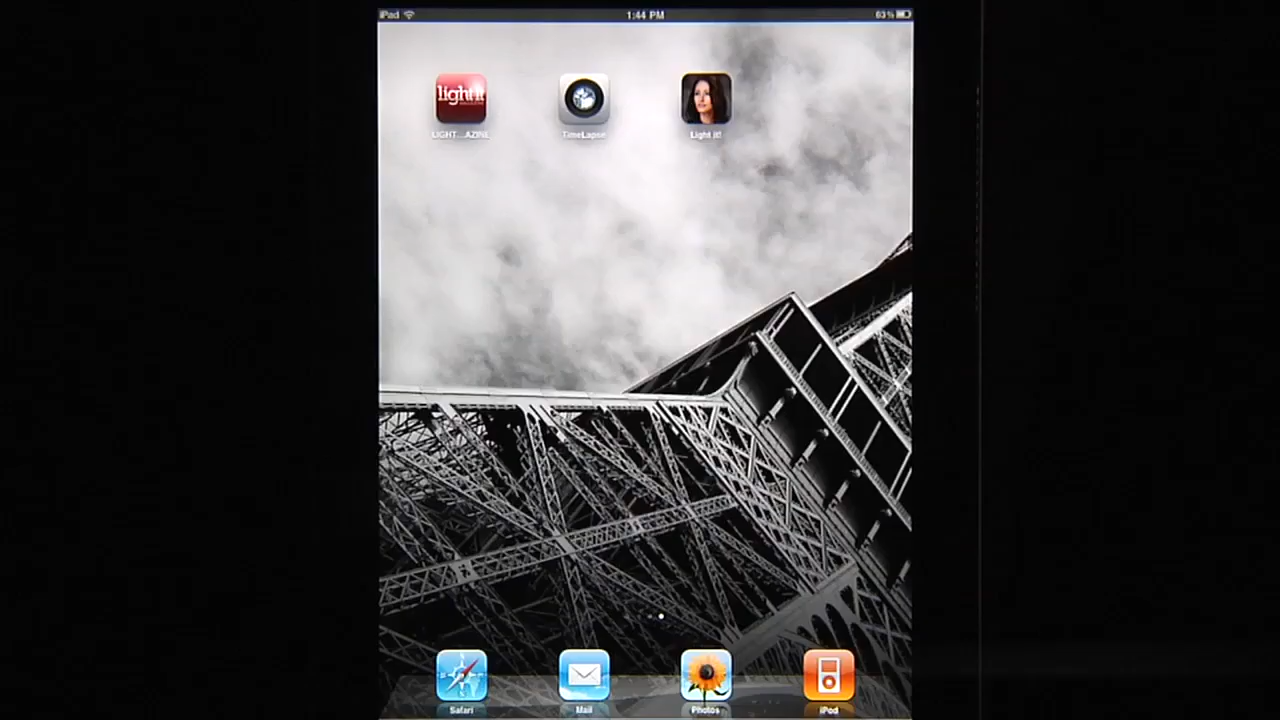 iPad
1:44 PM
63%
light it
LIGHT...AZINE
TimeLapse
Light It!
Safari
Mail
Photos
iPod